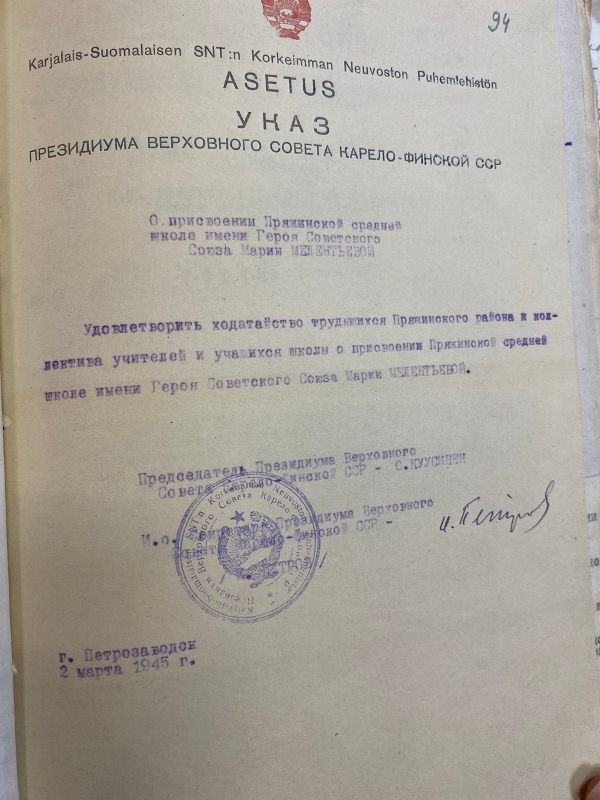 94
Karjalais-Suomalaisen SNT:n Korkeimman Neuvoston Puhemiehistön
ASETUS
УКАЗ
ПРЕЗИДИУМА ВЕРХОВНОГО СОВЕТА КАРЕЛО-ФИНСКОЙ ССР
О присвоении Пряжинской средней
школе имени Героя Советского
Союза Марии МЕЛЕНТЬЕВОЙ
Удовлетворить ходатайство трудящихся Пряжинского района и кол-
лектива учителей и учащихся школы о присвоении Пряжинской средней
школе имени Героя Советского Союза Марии МЕЛЕНТЬЕВОЙ.
Председатель Президиума Верховного
Совета Карело-Финской ССР - О.КУУСИНЕН
И.о. Президиума Верховного
-Финской ССР -
г. Петрозаводск
2 марта 1945 г.